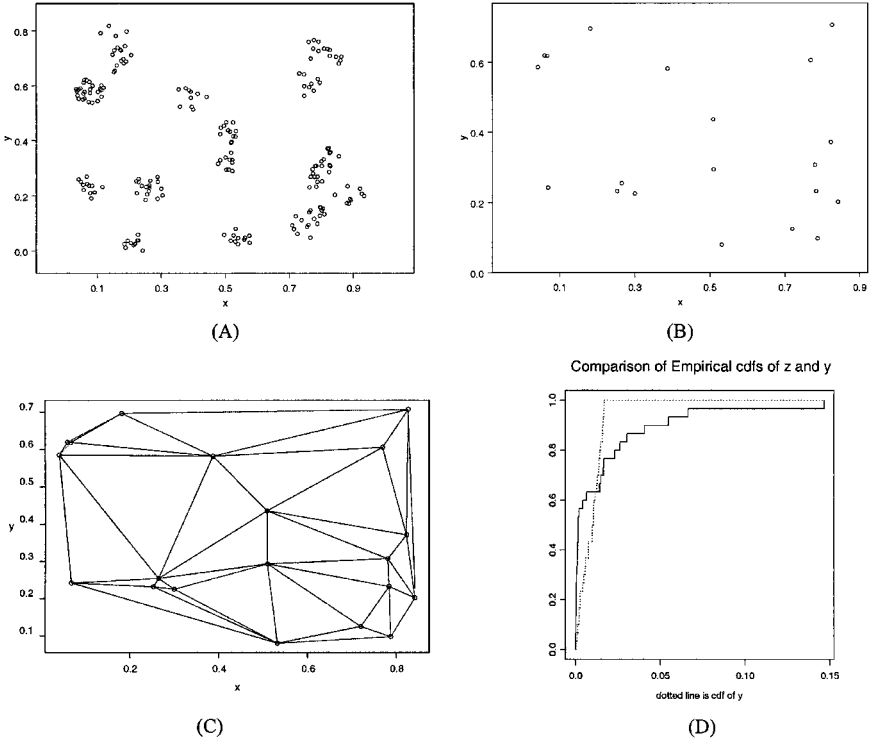 0.8
0.6
y
0.4
0.2
0.0
0.1 0.3 0.5 0.7 0.9
x
(A)
0.6
y
0.4
0.2
0.0
0.1 0.3 0.5 0.7 0.9
x
(B)
0.7
0.6
0.5
y
0.4
0.3
0.2
0.1
0.2 0.4 0.6 0.8
x
(C)
Comparison of Empirical cdfs of z and y
1.0
0.8
0.6
0.4
0.2
0.0
0.0 0.05 0.10 0.15
dotted line is cdf of y
(D)